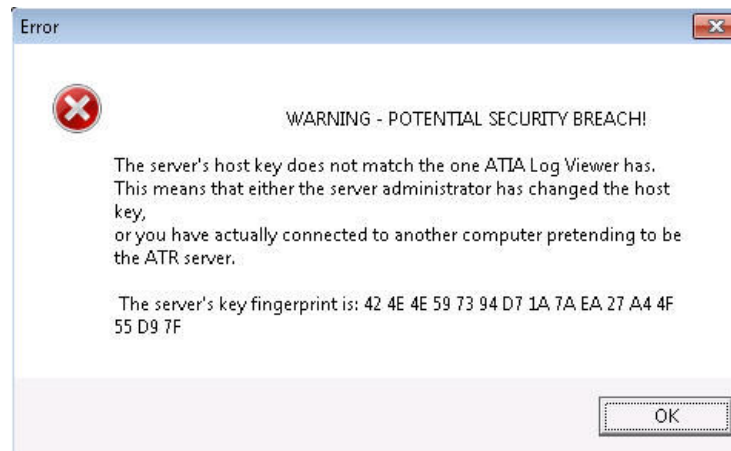 Error
WARNING - POTENTIAL SECURITY BREACH!
The server's host key does not match the one ATIA Log Viewer has.
This means that either the server administrator has changed the host
key,
or you have actually connected to another computer pretending to be
the ATR server.
The server's key fingerprint is: 42 4E 4E 59 73 94 D7 1A 7A EA 27 A4 4F
55 D9 7F
OK